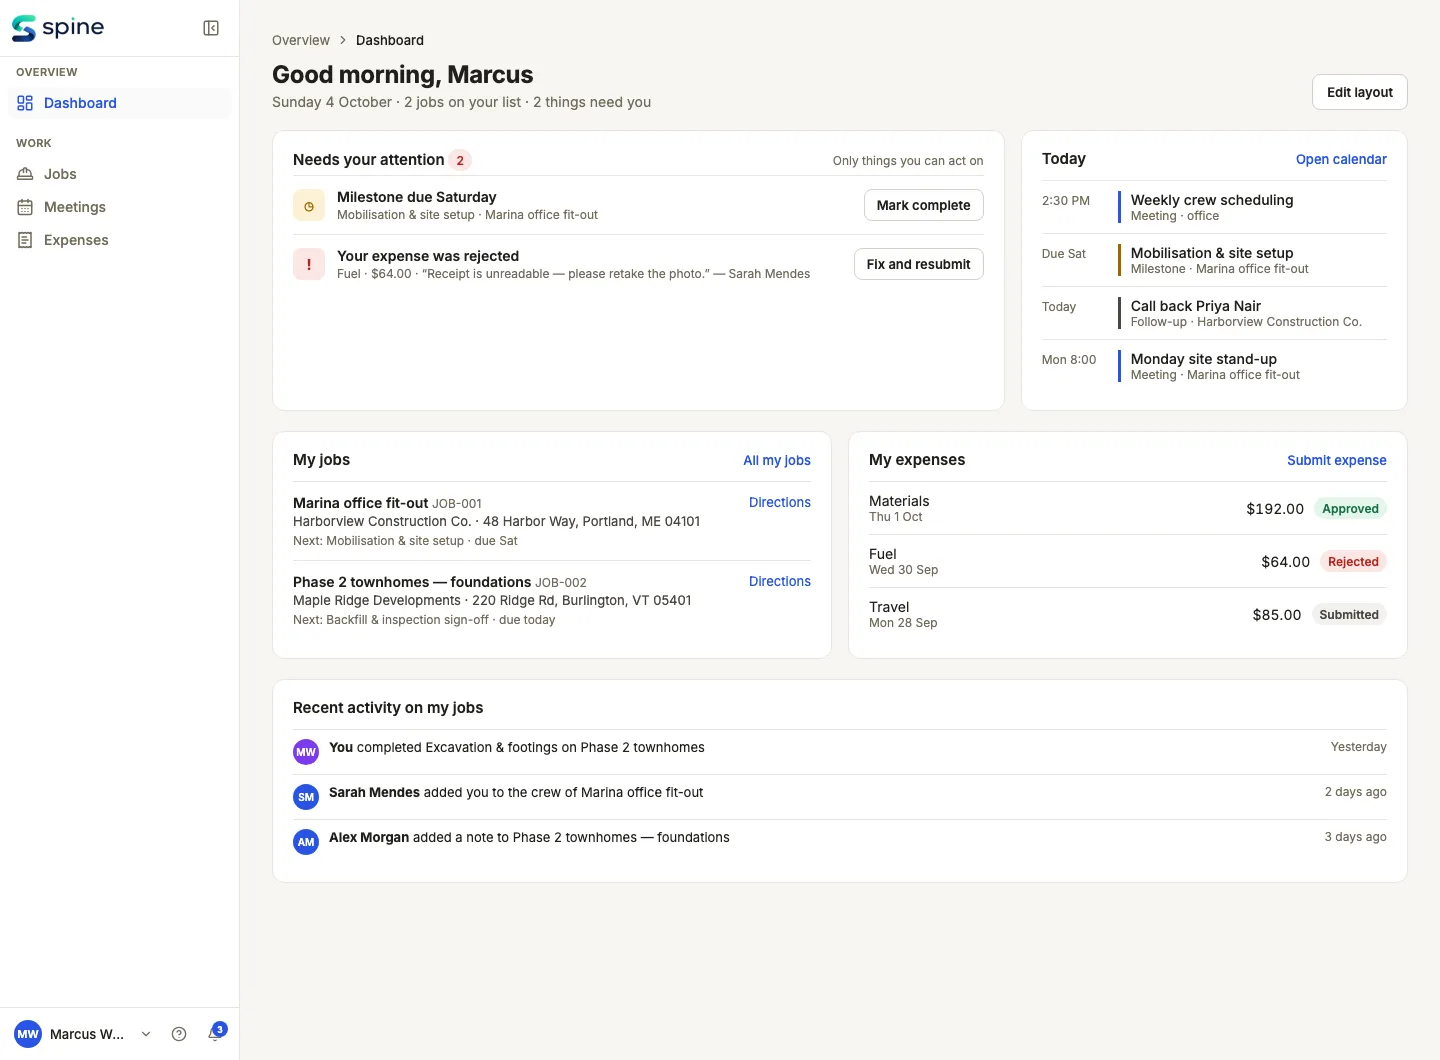 spine
OVERVIEW
Dashboard
WORK
Jobs
Meetings
Expenses
MW Marcus W...
3
Overview > Dashboard
Good morning, Marcus
Sunday 4 October · 2 jobs on your list · 2 things need you
Edit layout
Needs your attention 2
Only things you can act on
Milestone due Saturday
Mobilisation & site setup · Marina office fit-out
Mark complete
!
Your expense was rejected
Fuel · $64.00 · “Receipt is unreadable — please retake the photo.” — Sarah Mendes
Fix and resubmit
Today
Open calendar
2:30 PM
Weekly crew scheduling
Meeting · office
Due Sat
Mobilisation & site setup
Milestone · Marina office fit-out
Today
Call back Priya Nair
Follow-up · Harborview Construction Co.
Mon 8:00
Monday site stand-up
Meeting · Marina office fit-out
My jobs
All my jobs
Marina office fit-out JOB-001
Directions
Harborview Construction Co. · 48 Harbor Way, Portland, ME 04101
Next: Mobilisation & site setup · due Sat
Phase 2 townhomes — foundations JOB-002
Directions
Maple Ridge Developments · 220 Ridge Rd, Burlington, VT 05401
Next: Backfill & inspection sign-off · due today
My expenses
Submit expense
Materials
Thu 1 Oct
$192.00 Approved
Fuel
Wed 30 Sep
$64.00 Rejected
Travel
Mon 28 Sep
$85.00 Submitted
Recent activity on my jobs
MW You completed Excavation & footings on Phase 2 townhomes
Yesterday
SM Sarah Mendes added you to the crew of Marina office fit-out
2 days ago
AM Alex Morgan added a note to Phase 2 townhomes — foundations
3 days ago